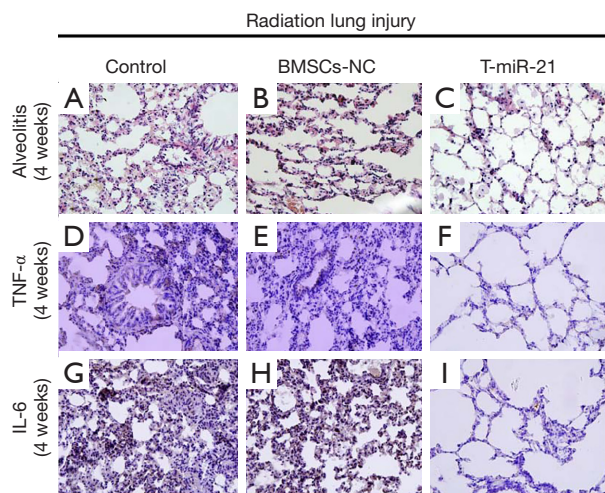 Radiation lung injury
Control BMSCs-NC T-miR-21
Alveolitis
(4 weeks)
A B C
TNF-α
(4 weeks)
D E F
IL-6
(4 weeks)
G H I